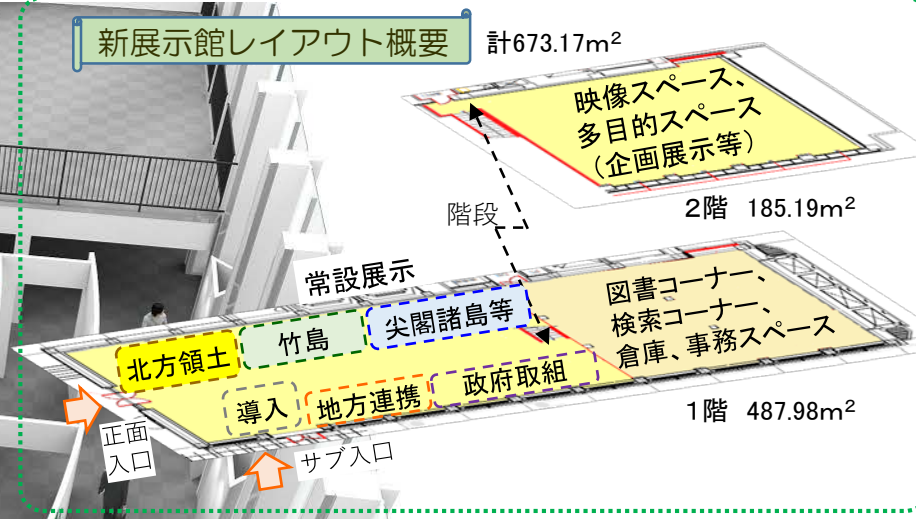 新展示館レイアウト概要
計673.17m²
映像スペース、
多目的スペース
(企画展示等)
2階 185.19m²
階段
常設展示
北方領土
竹島
尖閣諸島等
図書コーナー、
検索コーナー、
倉庫、事務スペース
導入
地方連携
政府取組
1階 487.98m²
正面
入口
サブ入口